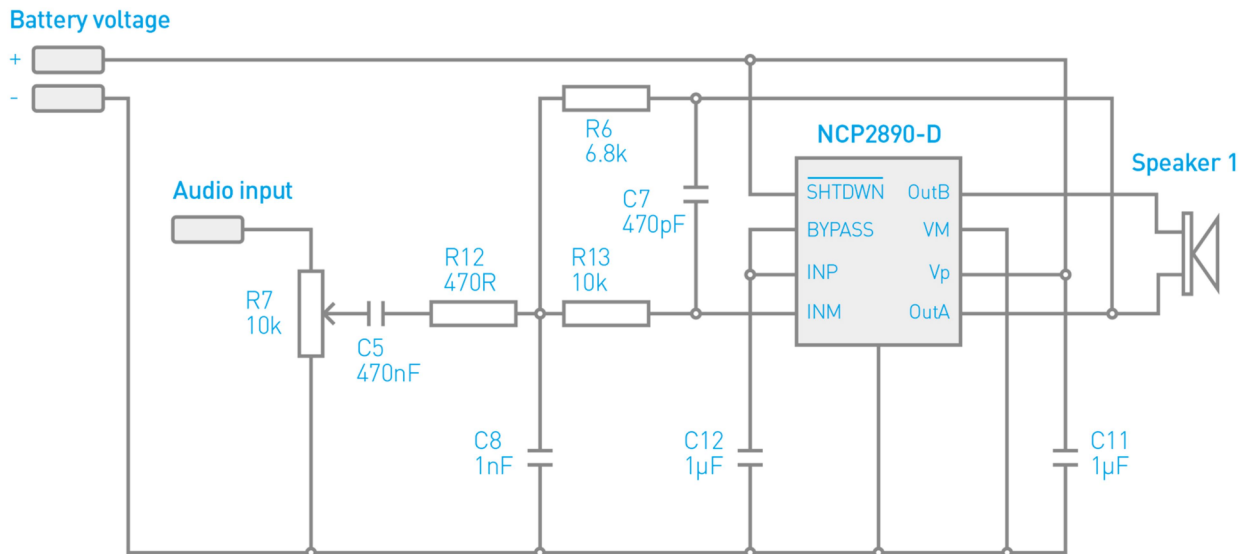 Battery voltage
+
-
R6
6.8k
NCP2890-D
Speaker 1
Audio input
C7
470pF
SHTDWN
OutB
BYPASS
VM
INP
Vp
INM
OutA
R12
470R
R13
10k
R7
10k
C5
470nF
C8
1nF
C12
1µF
C11
1µF